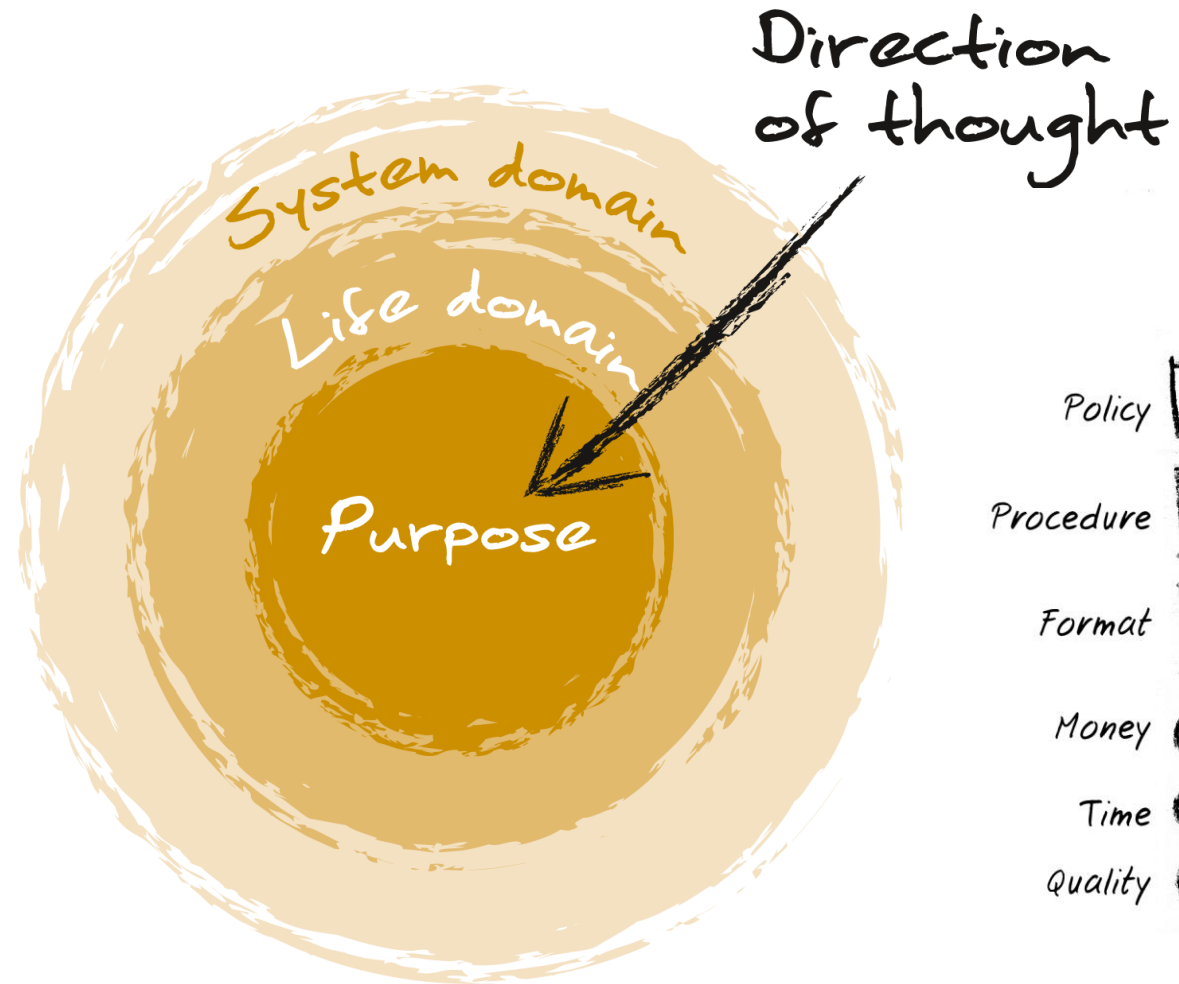 Direction
of thought
System domain
Life domain
Purpose
Policy
Procedure
Format
Money
Time
Quality